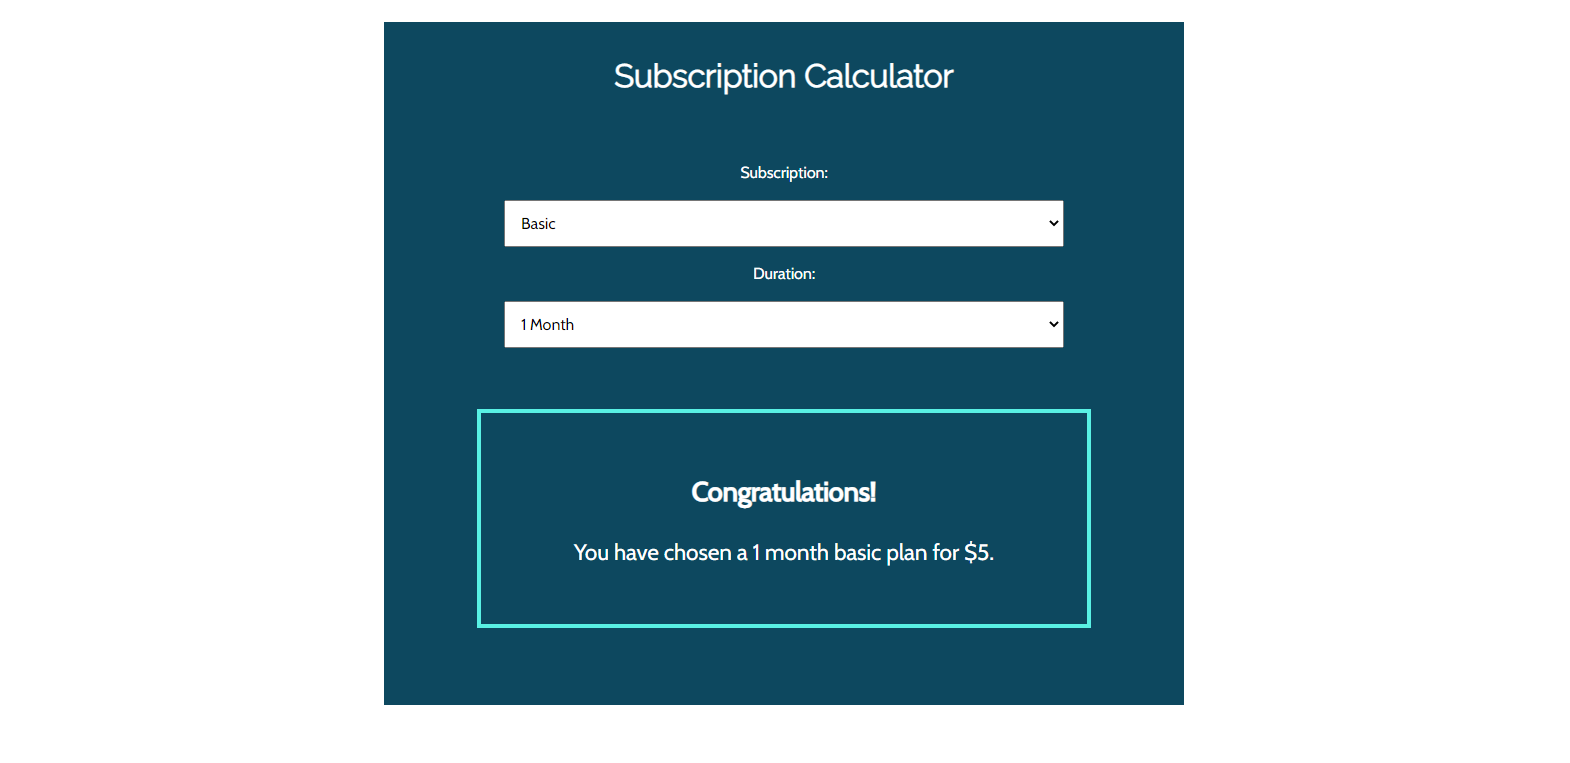 Subscription Calculator
Subscription:
Basic
Duration:
1 Month
Congratulations!
You have chosen a 1 month basic plan for $5.